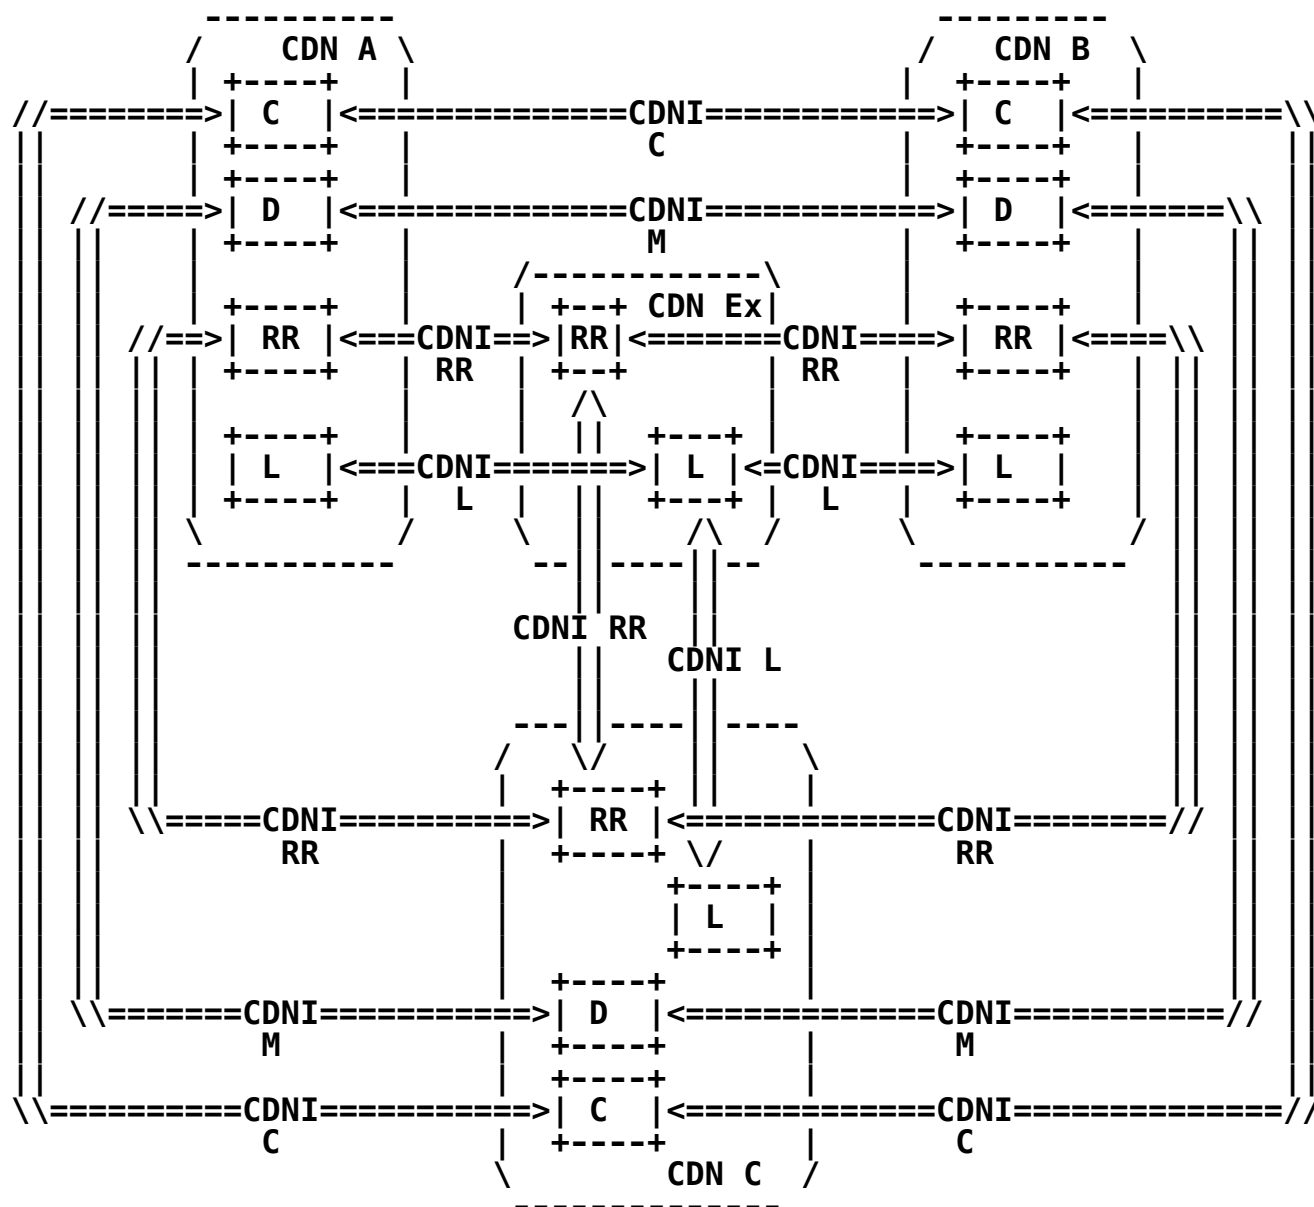 CDN A CDN B
C CDNI C
C
D CDNI D
M
CDN Ex
RR CDNI RR CDNI RR
RR RR
L CDNI L CDNI L
L L
CDNI RR
CDNI L
CDNI RR CDNI
RR RR
L
CDNI D CDNI
M M
CDNI C CDNI
C C
CDN C